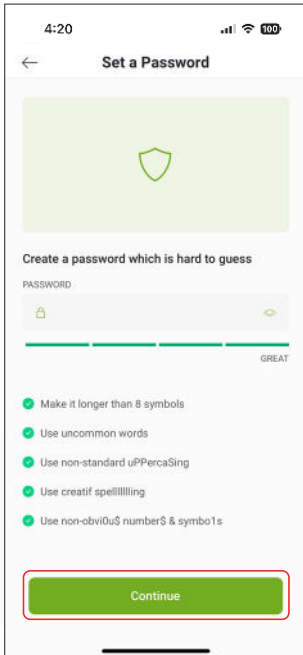 4:20
100
Set a Password
Create a password which is hard to guess
PASSWORD
GREAT
Make it longer than 8 symbols
Use uncommon words
Use non-standard uPPercaSing
Use creatif spelllllllling
Use non-obvi0u$ number$ & symbo1s
Continue